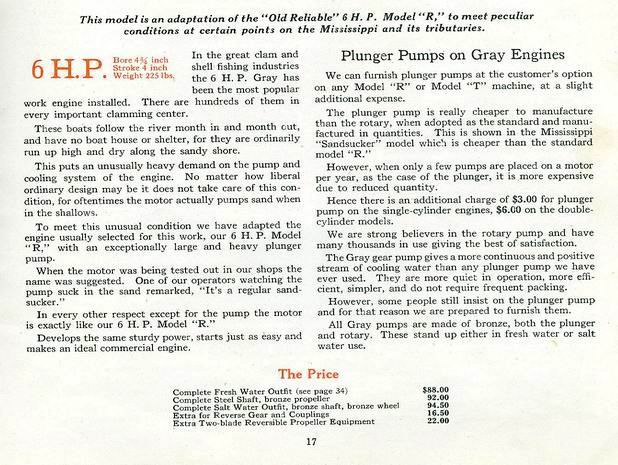 This model is an adaptation of the "Old Reliable" 6 H. P. Model "R," to meet peculiar
conditions at certain points on the Mississippi and its tributaries.
6 H.P.
Bore 4¾ inch
Stroke 4 inch
Weight 225 lbs.
In the great clam and
shell fishing industries
the 6 H. P. Gray has
been the most popular
work engine installed. There are hundreds of them in
every important clamming center.
These boats follow the river month in and month out,
and have no boat house or shelter, for they are ordinarily
run up high and dry along the sandy shore.
This puts an unusually heavy demand on the pump and
cooling system of the engine. No matter how liberal
ordinary design may be it does not take care of this con-
dition, for oftentimes the motor actually pumps sand when
in the shallows.
To meet this unusual condition we have adapted the
engine usually selected for this work, our 6 H. P. Model
"R," with an exceptionally large and heavy plunger
pump.
When the motor was being tested out in our shops the
name was suggested. One of our operators watching the
pump suck in the sand remarked, "It's a regular sand-
sucker."
In every other respect except for the pump the motor
is exactly like our 6 H. P. Model "R."
Develops the same sturdy power, starts just as easy and
makes an ideal commercial engine.
Plunger Pumps on Gray Engines
We can furnish plunger pumps at the customer's option
on any Model "R" or Model "T" machine, at a slight
additional expense.
The plunger pump is really cheaper to manufacture
than the rotary, when adopted as the standard and manu-
factured in quantities. This is shown in the Mississippi
"Sandsucker" model which is cheaper than the standard
model "R."
However, when only a few pumps are placed on a motor
per year, as the case of the plunger, it is more expensive
due to reduced quantity.
Hence there is an additional charge of $3.00 for plunger
pump on the single-cylinder engines, $6.00 on the double-
cylinder models.
We are strong believers in the rotary pump and have
many thousands in use giving the best of satisfaction.
The Gray gear pump gives a more continuous and positive
stream of cooling water than any plunger pump we have
ever used. They are more quiet in operation, more effi-
cient, simpler, and do not require frequent packing.
However, some people still insist on the plunger pump
and for that reason we are prepared to furnish them.
All Gray pumps are made of bronze, both the plunger
and rotary. These stand up either in fresh water or salt
water use.
The Price
Complete Fresh Water Outfit (see page 34) $88.00
Complete Steel Shaft, bronze propeller 92.00
Complete Salt Water Outfit, bronze shaft, bronze wheel 94.50
Extra for Reverse Gear and Couplings 16.50
Extra Two-blade Reversible Propeller Equipment 22.00
17